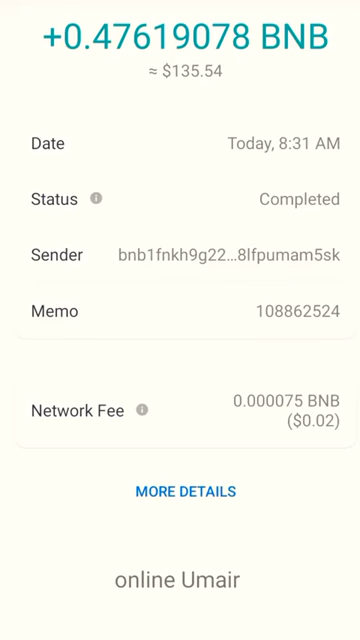 +0.47619078 BNB
≈ $135.54
Date Today, 8:31 AM
Status Completed
Sender bnb1fnkh9g22...8lfpumam5sk
Memo 108862524
Network Fee 0.000075 BNB
($0.02)
MORE DETAILS
online Umair